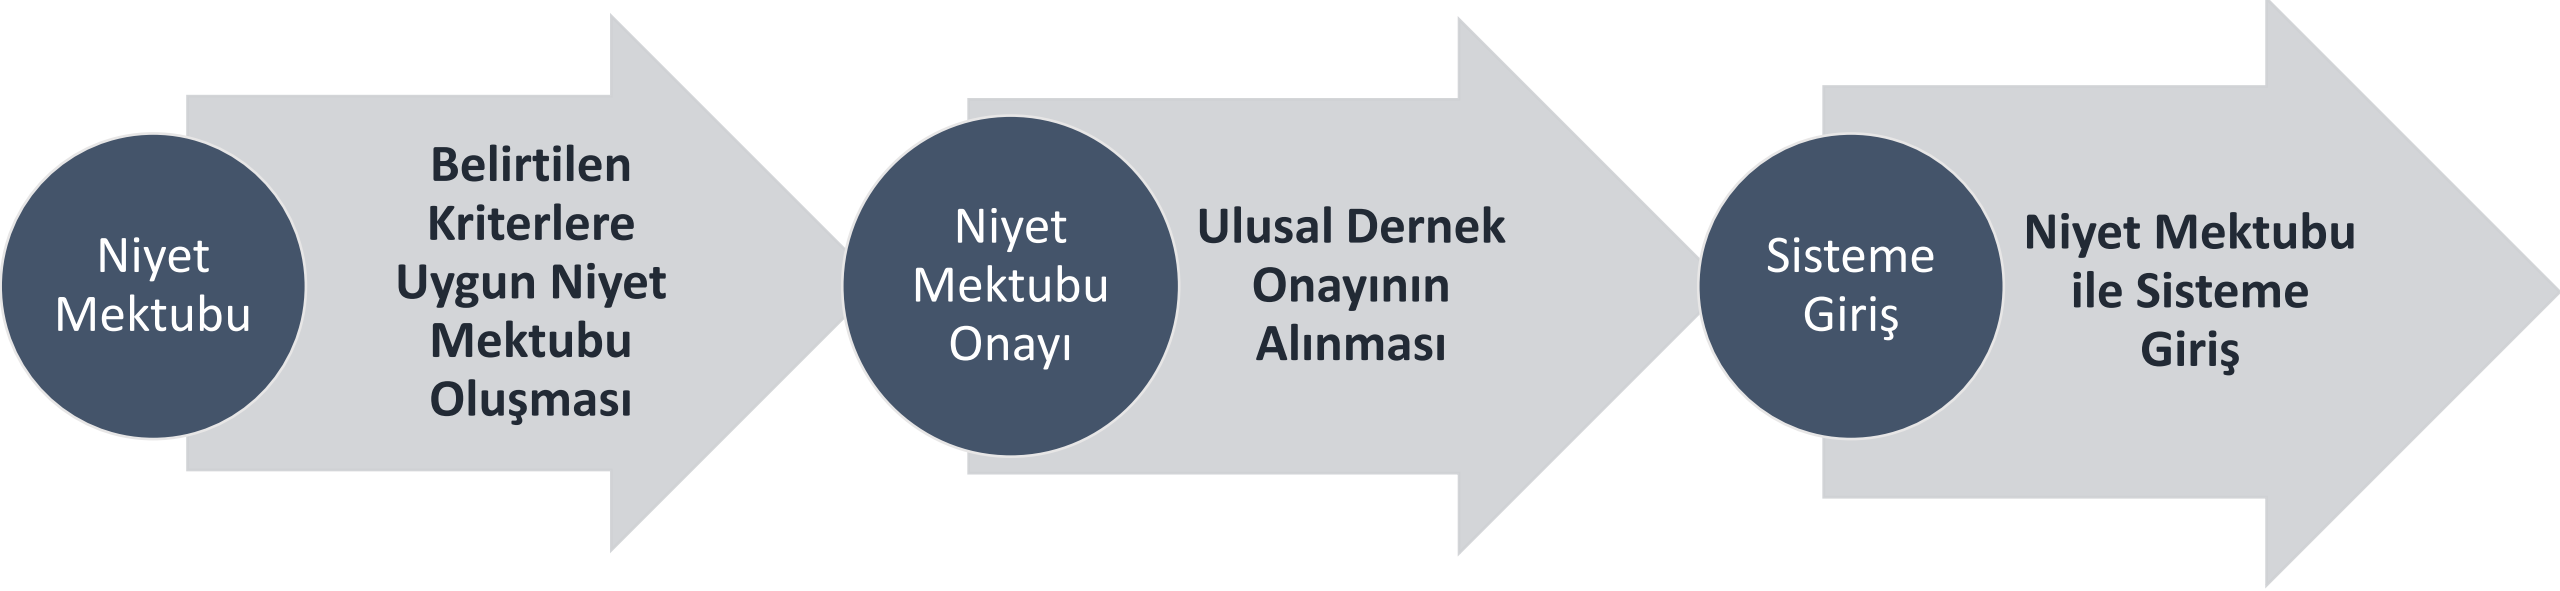 Niyet
Mektubu
Belirtilen
Kriterlere
Uygun Niyet
Mektubu
Oluşması
Niyet
Mektubu
Onayı
Ulusal Dernek
Onayının
Alınması
Sisteme
Giriş
Niyet Mektubu
ile Sisteme
Giriş